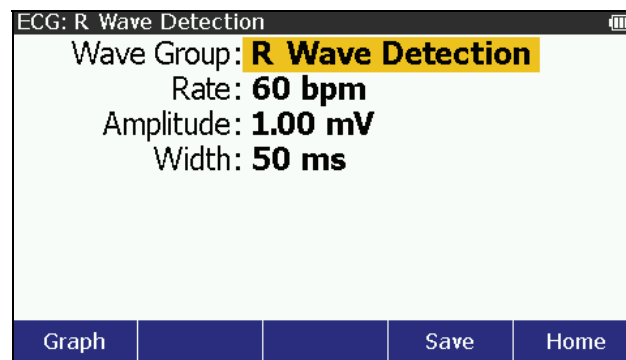 ECG: R Wave Detection
Wave Group: R Wave Detection
Rate: 60 bpm
Amplitude: 1.00 mV
Width: 50 ms
Graph Save Home